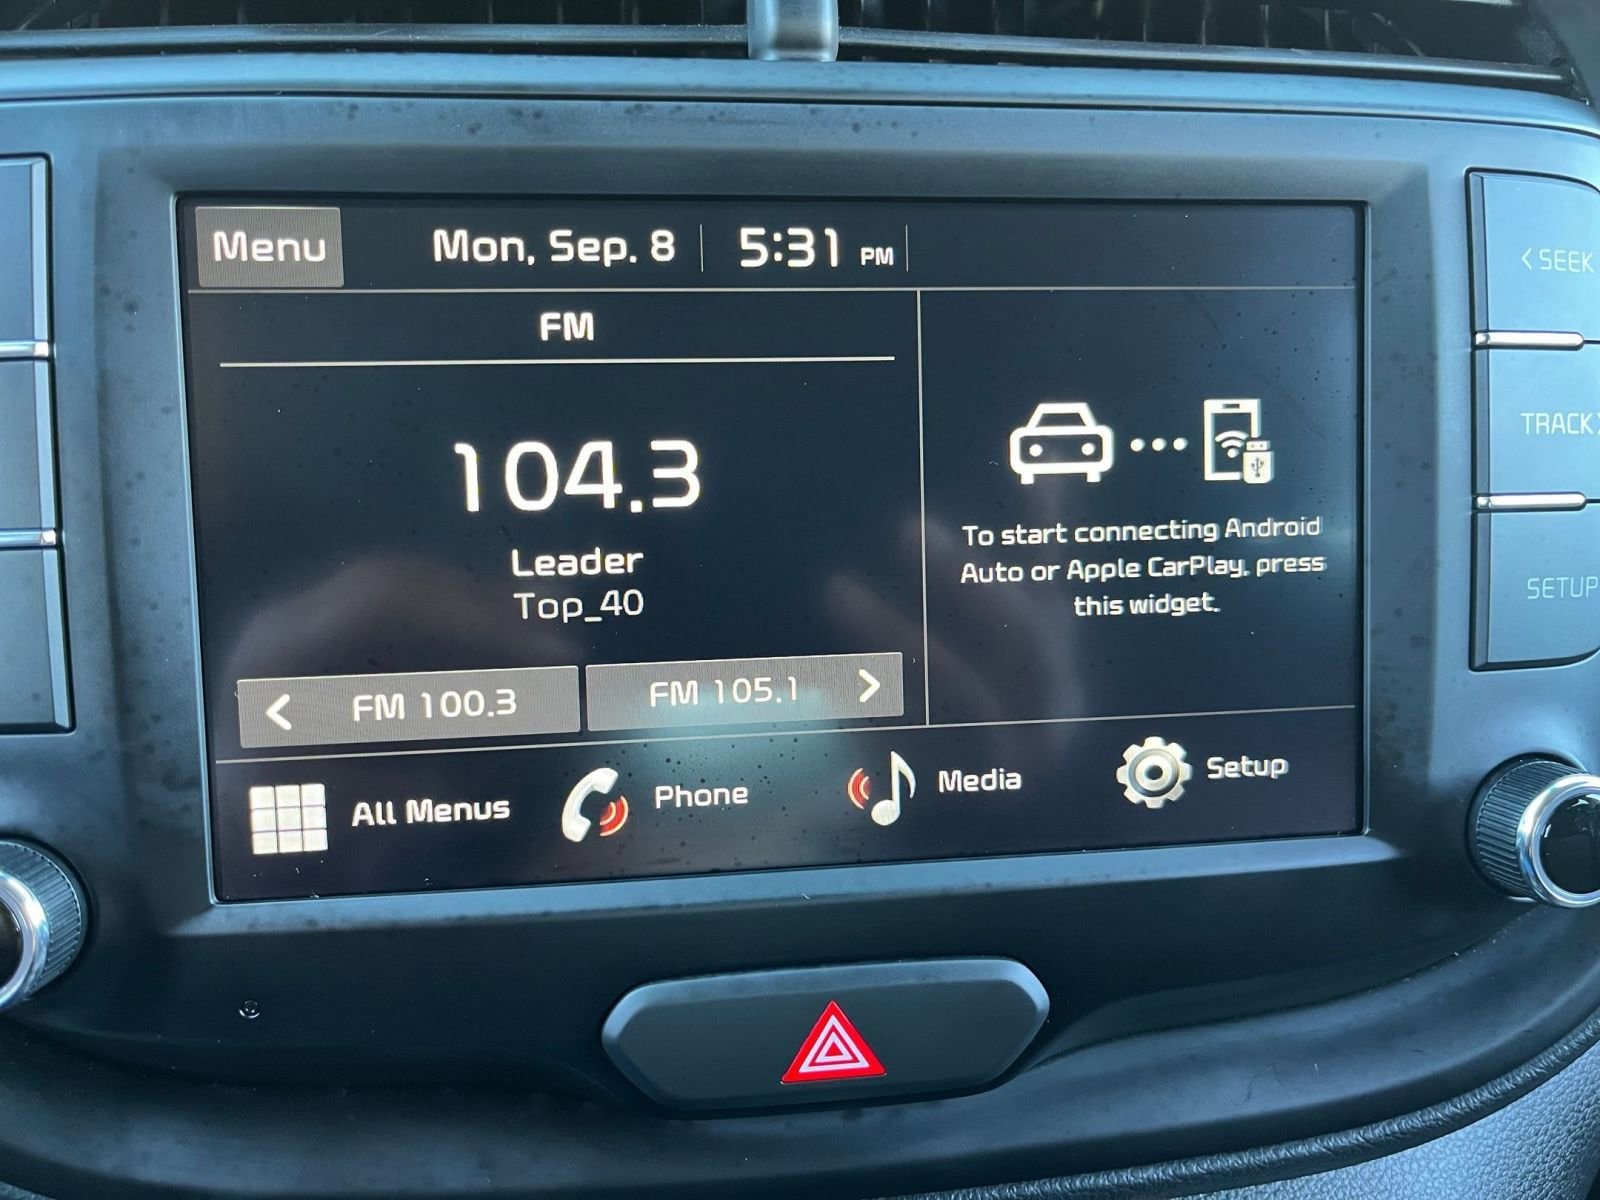 Menu
Mon, Sep. 8
5:31 PM
FM
104.3
Leader
Top_40
< FM 100.3
FM 105.1 >
To start connecting Android
Auto or Apple CarPlay, press
this widget.
All Menus
Phone
Media
Setup
< SEEK
TRACK >
SETUP